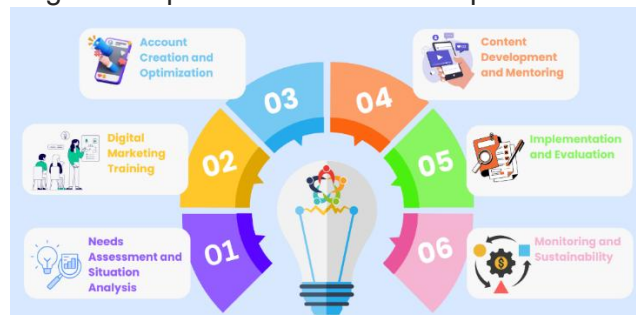 01
Needs
Assessment and
Situation
Analysis
02
Digital
Marketing
Training
03
Account
Creation and
Optimization
04
Content
Development
and Mentoring
05
Implementation
and Evaluation
06
Monitoring and
Sustainability